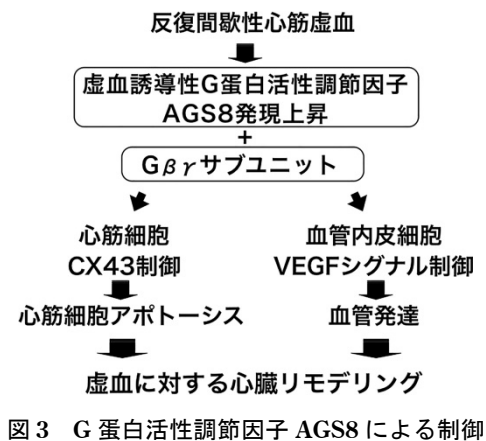 反復間歇性心筋虚血
虚血誘導性G蛋白活性調節因子
AGS8発現上昇
+
Gβγサブユニット
心筋細胞
CX43制御
血管内皮細胞
VEGFシグナル制御
心筋細胞アポトーシス
血管発達
虚血に対する心臓リモデリング
図3　G蛋白活性調節因子 AGS8 による制御